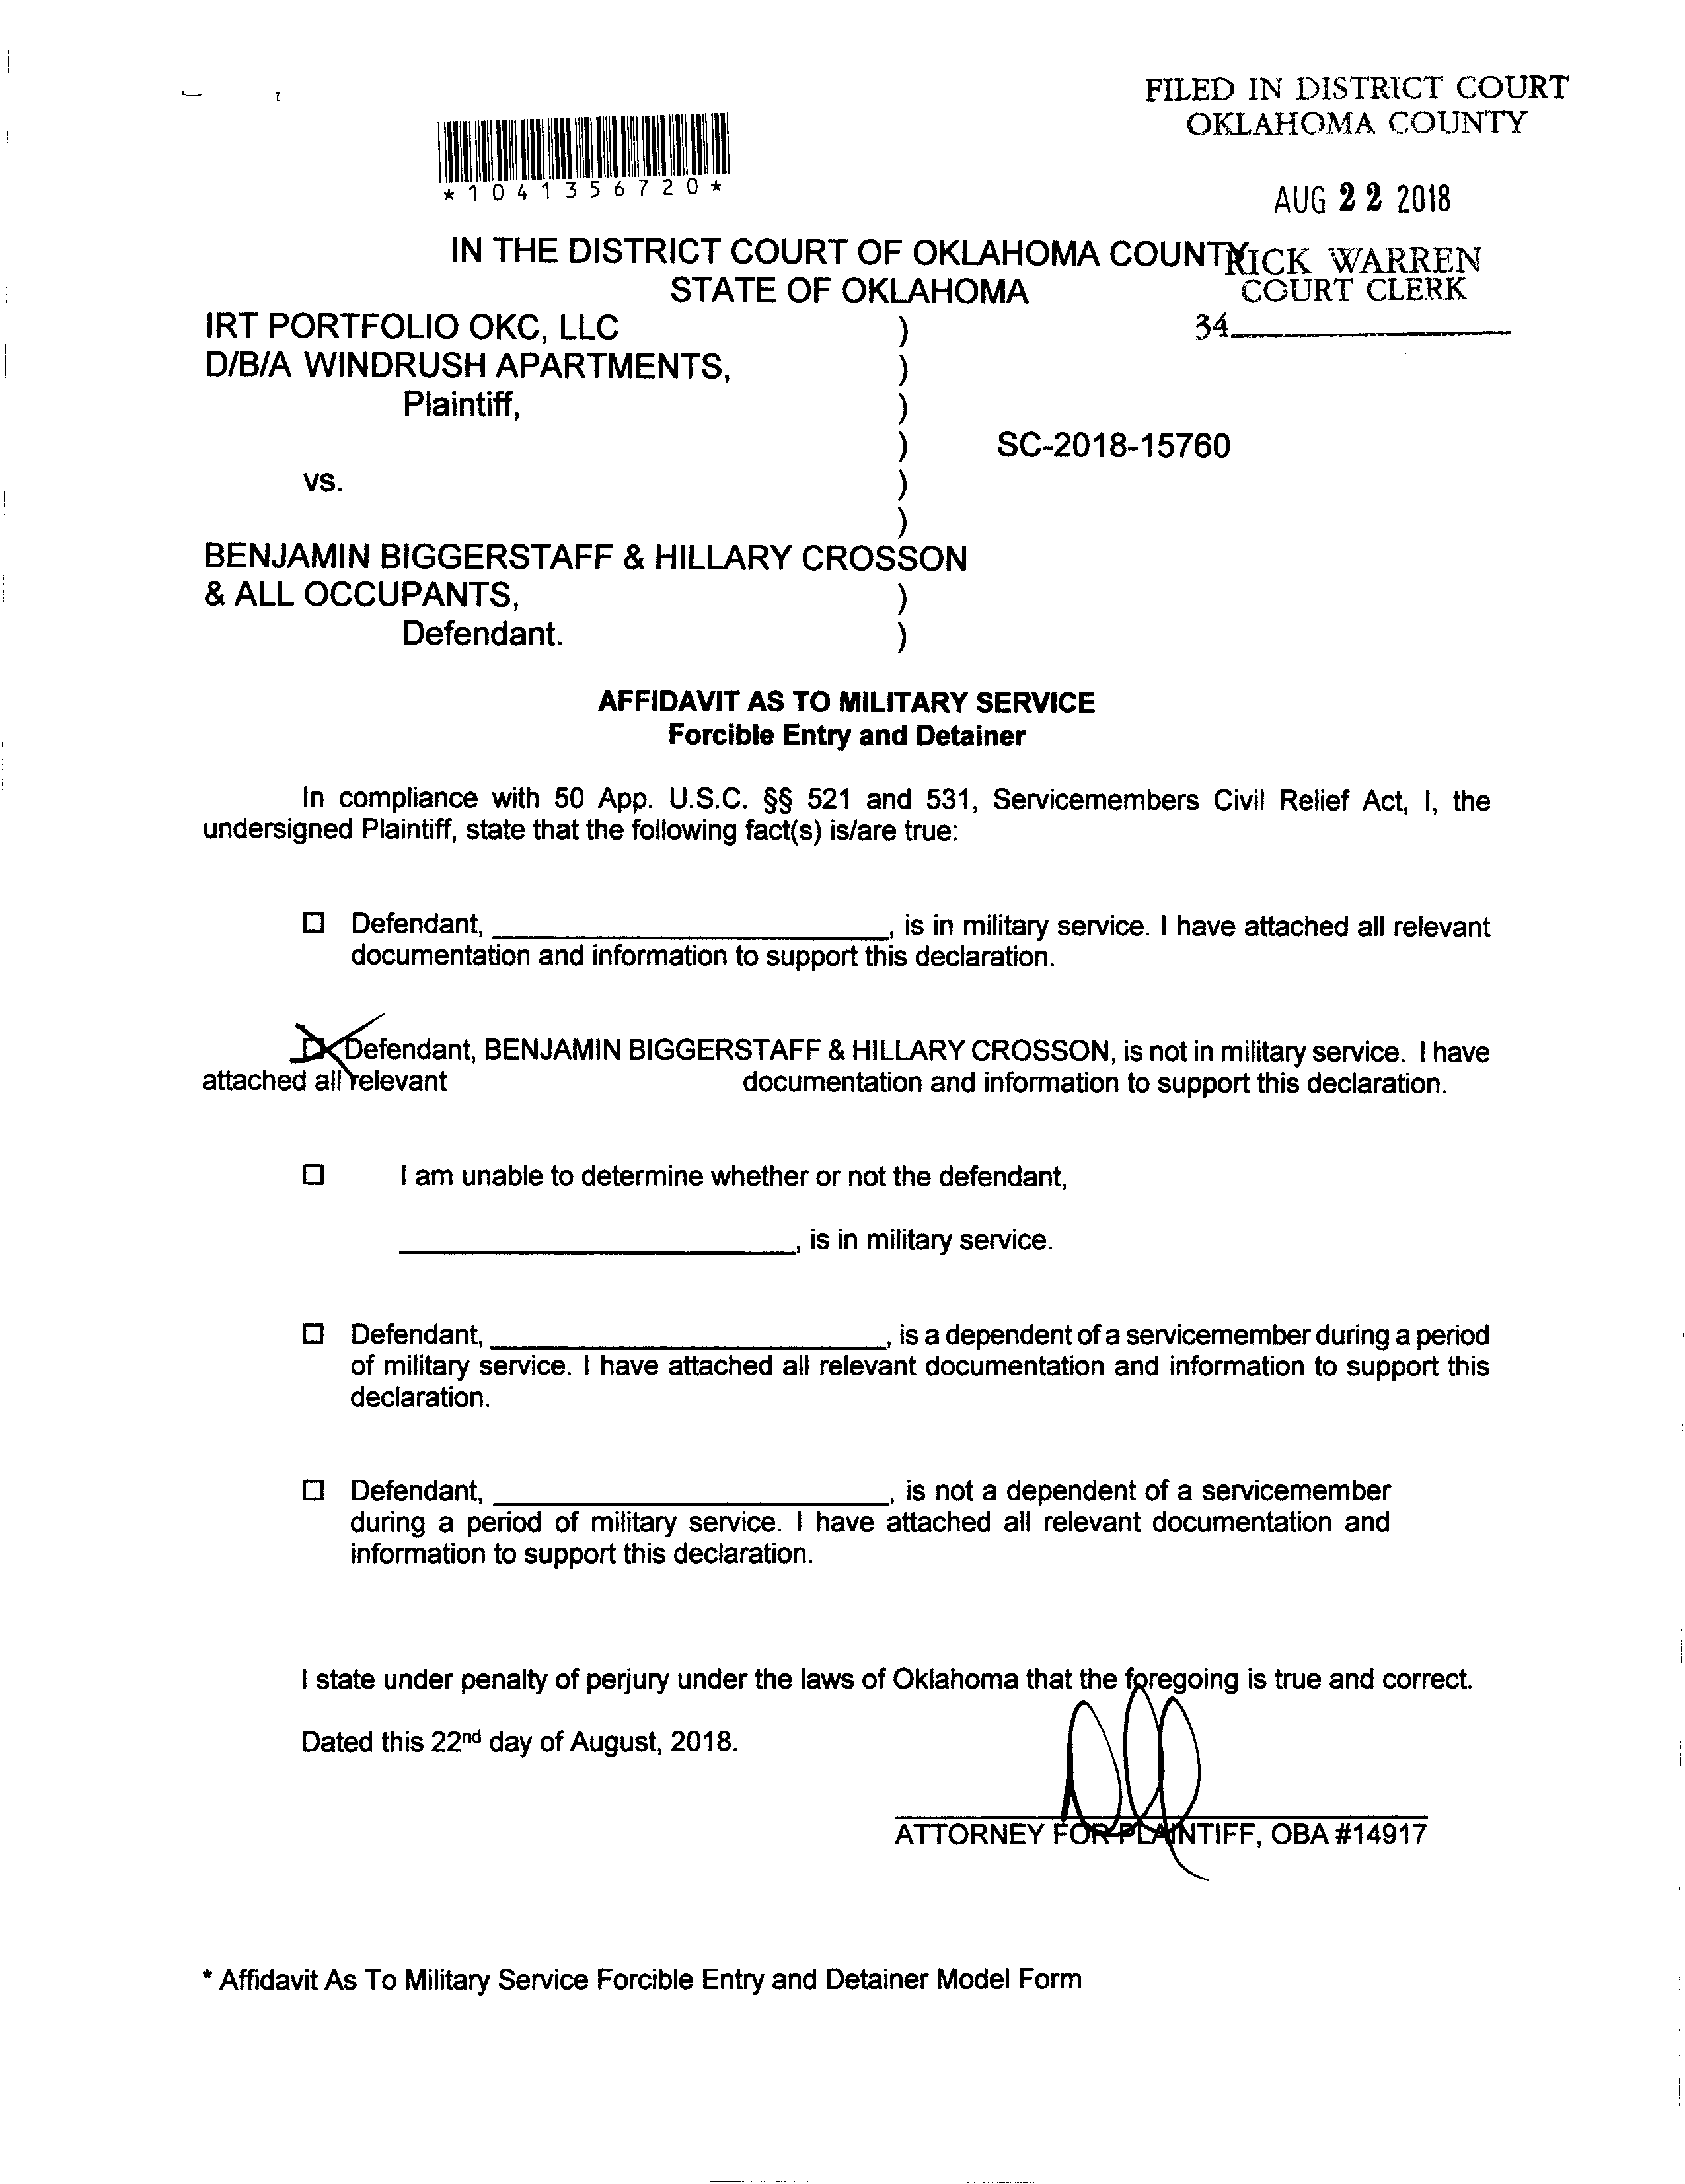 FILED IN DISTRICT COURT
OKLAHOMA COUNTY
*1041356720*
AUG 22 2018
IN THE DISTRICT COURT OF OKLAHOMA COUNTY
RICK WARREN
STATE OF OKLAHOMA
COURT CLERK
34
IRT PORTFOLIO OKC, LLC )
D/B/A WINDRUSH APARTMENTS, )
Plaintiff, )
) SC-2018-15760
vs. )
)
BENJAMIN BIGGERSTAFF & HILLARY CROSSON
& ALL OCCUPANTS, )
Defendant. )
AFFIDAVIT AS TO MILITARY SERVICE
Forcible Entry and Detainer
In compliance with 50 App. U.S.C. §§ 521 and 531, Servicemembers Civil Relief Act, I, the
undersigned Plaintiff, state that the following fact(s) is/are true:
☐ Defendant, ____________________, is in military service. I have attached all relevant
documentation and information to support this declaration.
☒ Defendant, BENJAMIN BIGGERSTAFF & HILLARY CROSSON, is not in military service. I have
attached all relevant documentation and information to support this declaration.
☐ I am unable to determine whether or not the defendant,
____________________, is in military service.
☐ Defendant, ____________________, is a dependent of a servicemember during a period
of military service. I have attached all relevant documentation and information to support this
declaration.
☐ Defendant, ____________________, is not a dependent of a servicemember
during a period of military service. I have attached all relevant documentation and
information to support this declaration.
I state under penalty of perjury under the laws of Oklahoma that the foregoing is true and correct.
Dated this 22nd day of August, 2018.
ATTORNEY FOR PLAINTIFF, OBA #14917
* Affidavit As To Military Service Forcible Entry and Detainer Model Form